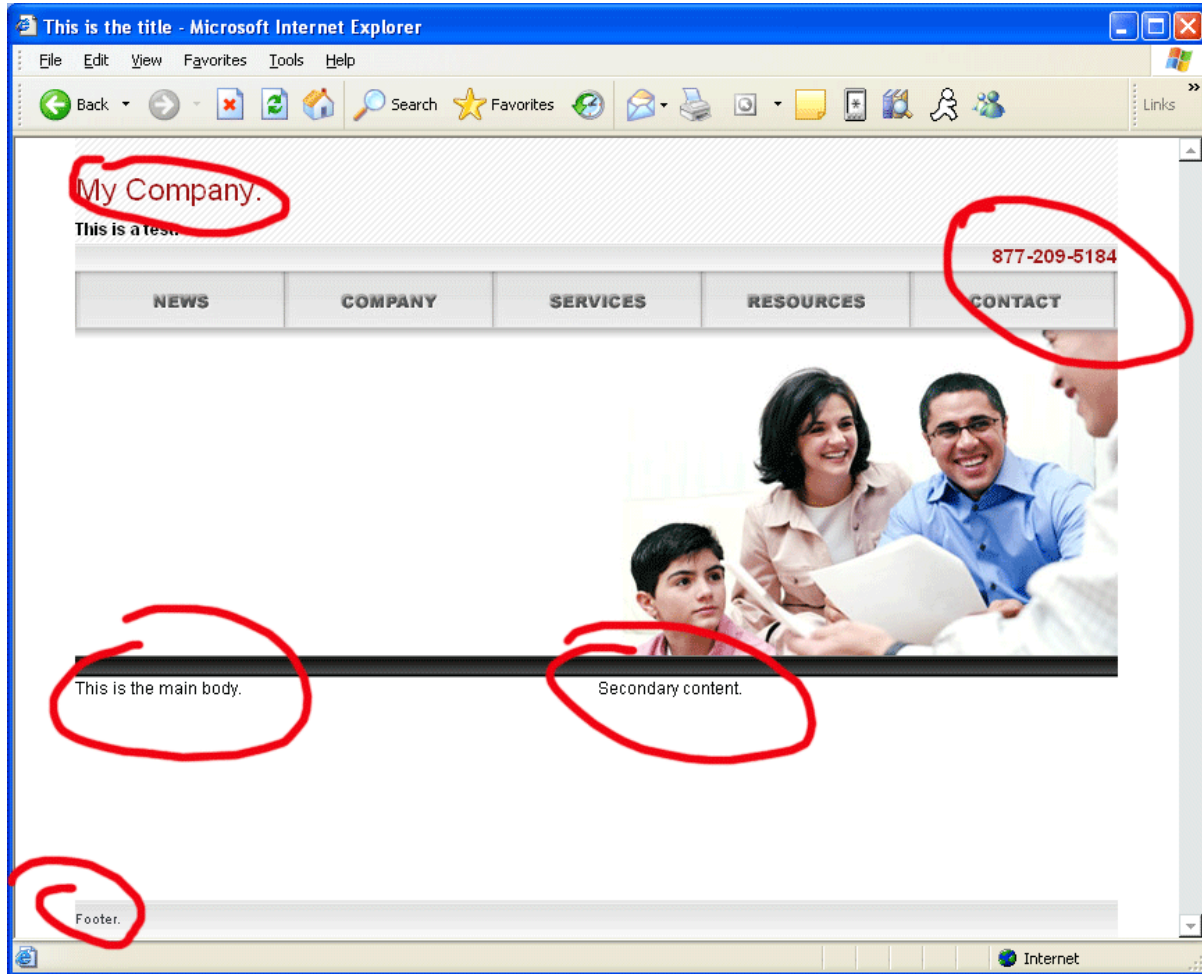 This is the title - Microsoft Internet Explorer
File Edit View Favorites Tools Help
Back Search Favorites Links
My Company.
This is a test.
877-209-5184
NEWS COMPANY SERVICES RESOURCES CONTACT
This is the main body. Secondary content.
Footer.
Internet